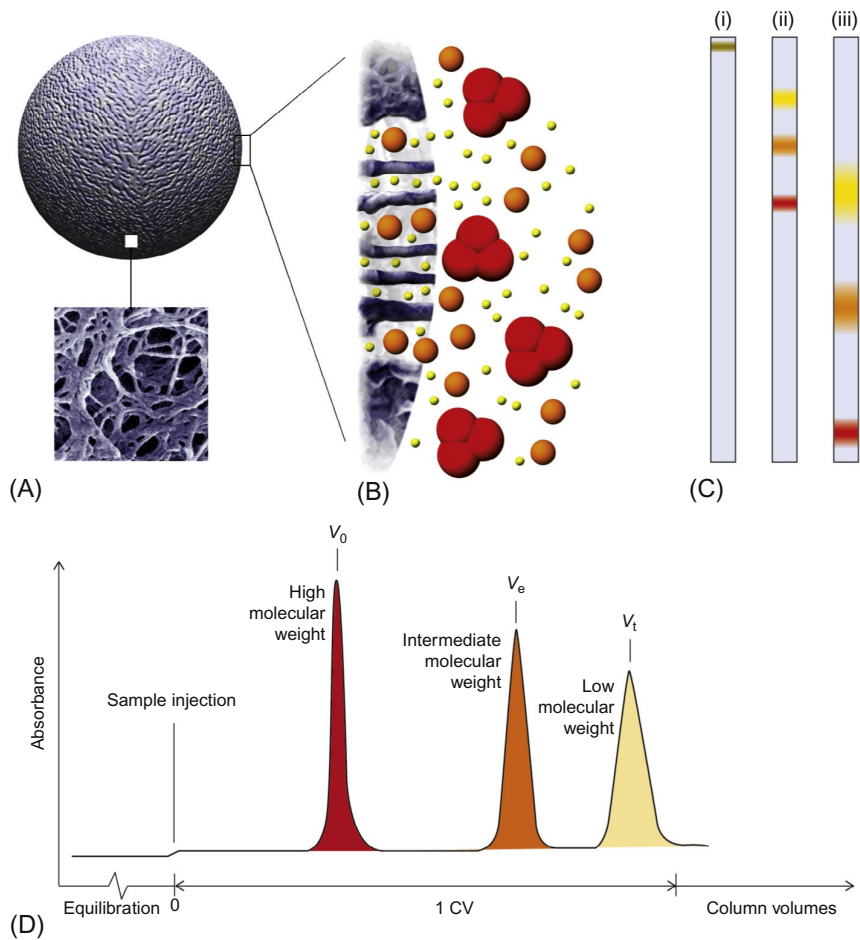 (i)
(ii)
(iii)
(A)
(B)
(C)
V0
High
molecular
weight
Ve
Intermediate
molecular
weight
Vt
Low
molecular
weight
Sample injection
Absorbance
Equilibration
0
1 CV
Column volumes
(D)